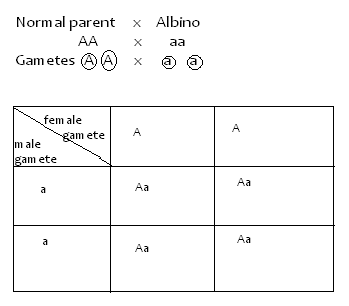 Normal parent x Albino
AA x aa
Gametes A A x a a
female gamete A A
male gamete
a Aa Aa
a Aa Aa